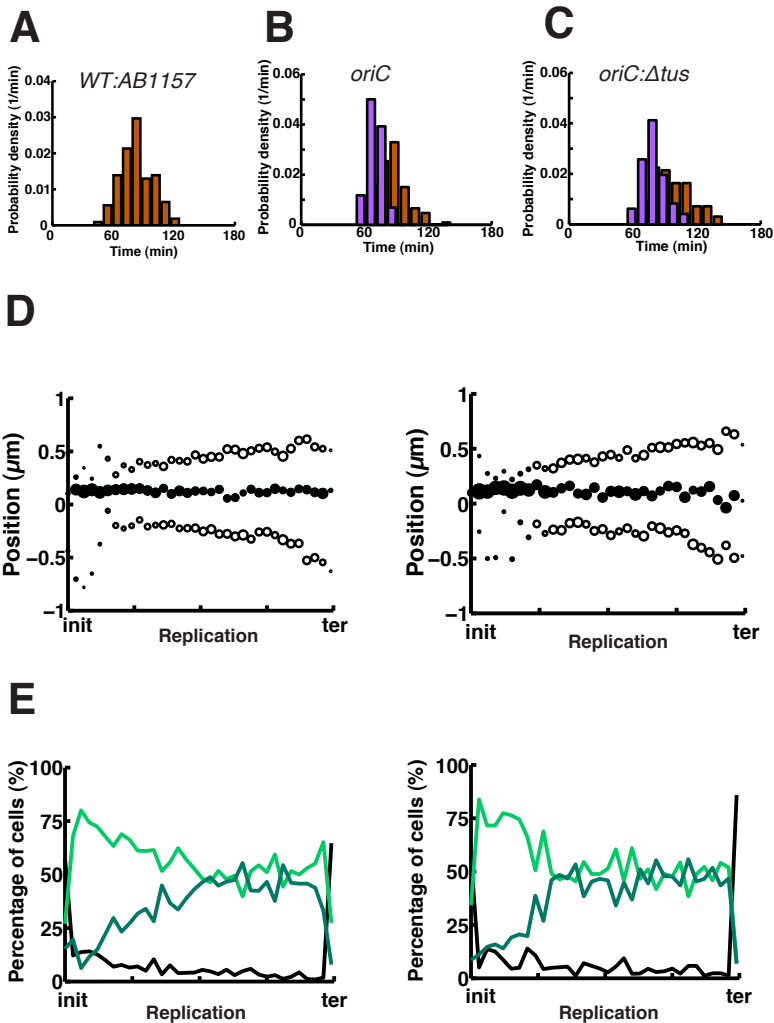 A
B
C
WT:AB1157
oriC
oriC:Δtus
Probability density (1/min)
0.04
0.03
0.02
0.01
0
0 60 120 180
Time (min)
Probability density (1/min)
0.06
0.04
0.02
0
0 60 120 180
Time (min)
Probability density (1/min)
0.06
0.04
0.02
0
0 60 120 180
Time (min)
D
Position (µm)
1
0.5
0
−0.5
−1
init Replication ter
Position (µm)
1
0.5
0
−0.5
−1
init Replication ter
E
Percentage of cells (%)
100
75
50
25
0
init Replication ter
Percentage of cells (%)
100
75
50
25
0
init Replication ter